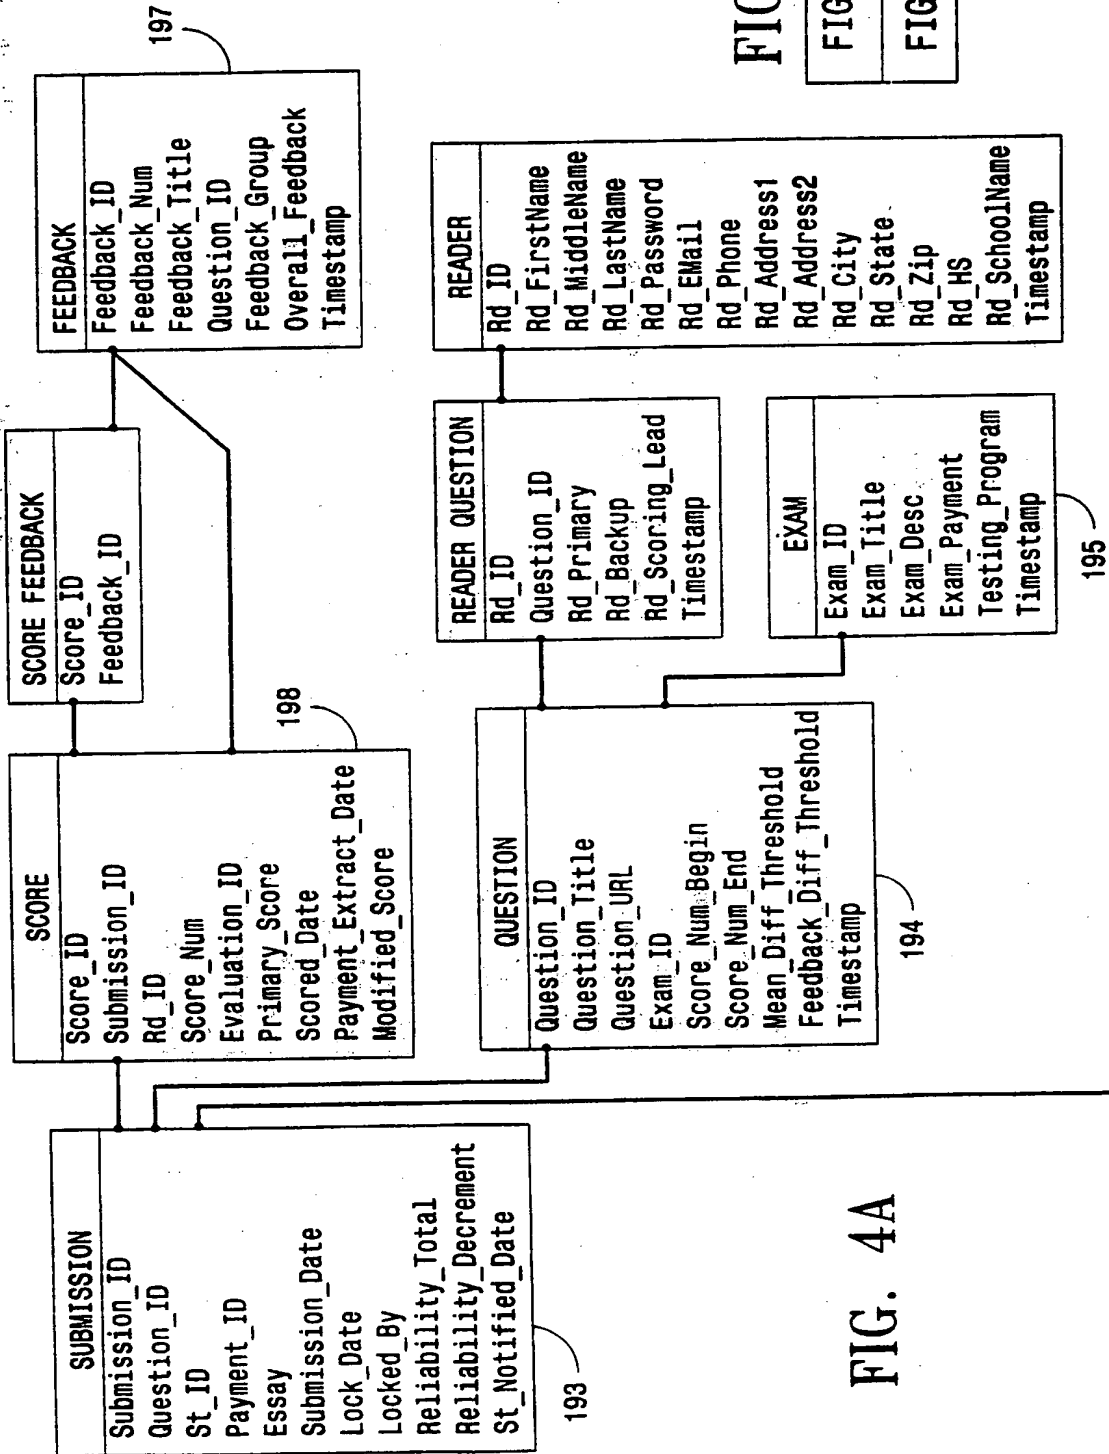 SUBMISSION
Submission_ID
Question_ID
St_ID
Payment_ID
Essay
Submission_Date
Lock_Date
Locked_By
Reliability_Total
Reliability_Decrement
St_Notified_Date
193
SCORE
Score_ID
Submission_ID
Rd_ID
Score_Num
Evaluation_ID
Primary_Score
Scored_Date
Payment_Extract_Date
Modified_Score
198
SCORE FEEDBACK
Score_ID
Feedback_ID
FEEDBACK
Feedback_ID
Feedback_Num
Feedback_Title
Question_ID
Feedback_Group
Overall_Feedback
Timestamp
197
QUESTION
Question_ID
Question_Title
Question_URL
Exam_ID
Score_Num_Begin
Score_Num_End
Mean_Diff_Threshold
Feedback_Diff_Threshold
Timestamp
194
READER QUESTION
Rd_ID
Question_ID
Rd_Primary
Rd_Backup
Rd_Scoring_Lead
Timestamp
READER
Rd_ID
Rd_FirstName
Rd_MiddleName
Rd_LastName
Rd_Password
Rd_EMail
Rd_Phone
Rd_Address1
Rd_Address2
Rd_City
Rd_State
Rd_Zip
Rd_HS
Rd_SchoolName
Timestamp
EXAM
Exam_ID
Exam_Title
Exam_Desc
Exam_Payment
Testing_Program
Timestamp
195
FIG. 4A
FIG
FIG
FIG